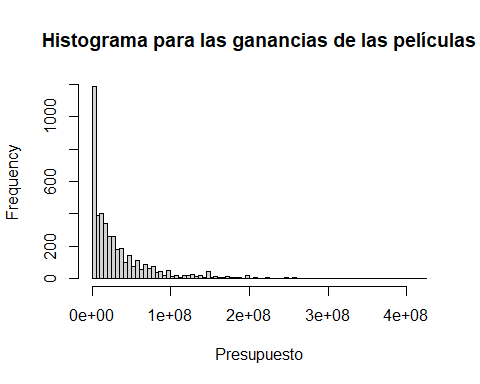 Histograma para las ganancias de las películas
Frequency
1000
600
200
0
0e+00 1e+08 2e+08 3e+08 4e+08
Presupuesto